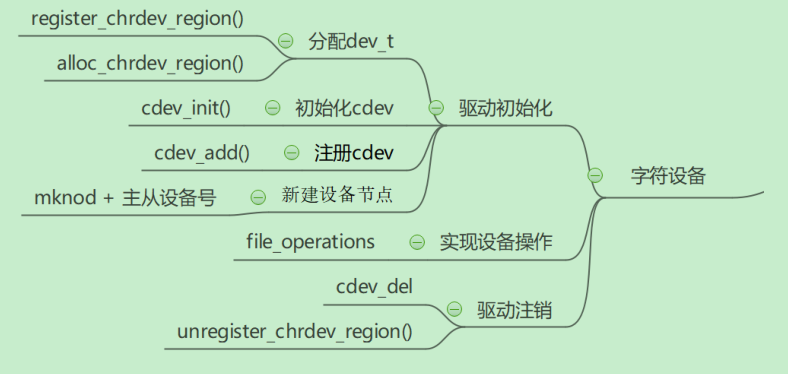 register_chrdev_region()
分配dev_t
alloc_chrdev_region()
cdev_init()
初始化cdev
驱动初始化
cdev_add()
注册cdev
字符设备
mknod + 主从设备号
新建设备节点
file_operations
实现设备操作
cdev_del
驱动注销
unregister_chrdev_region()